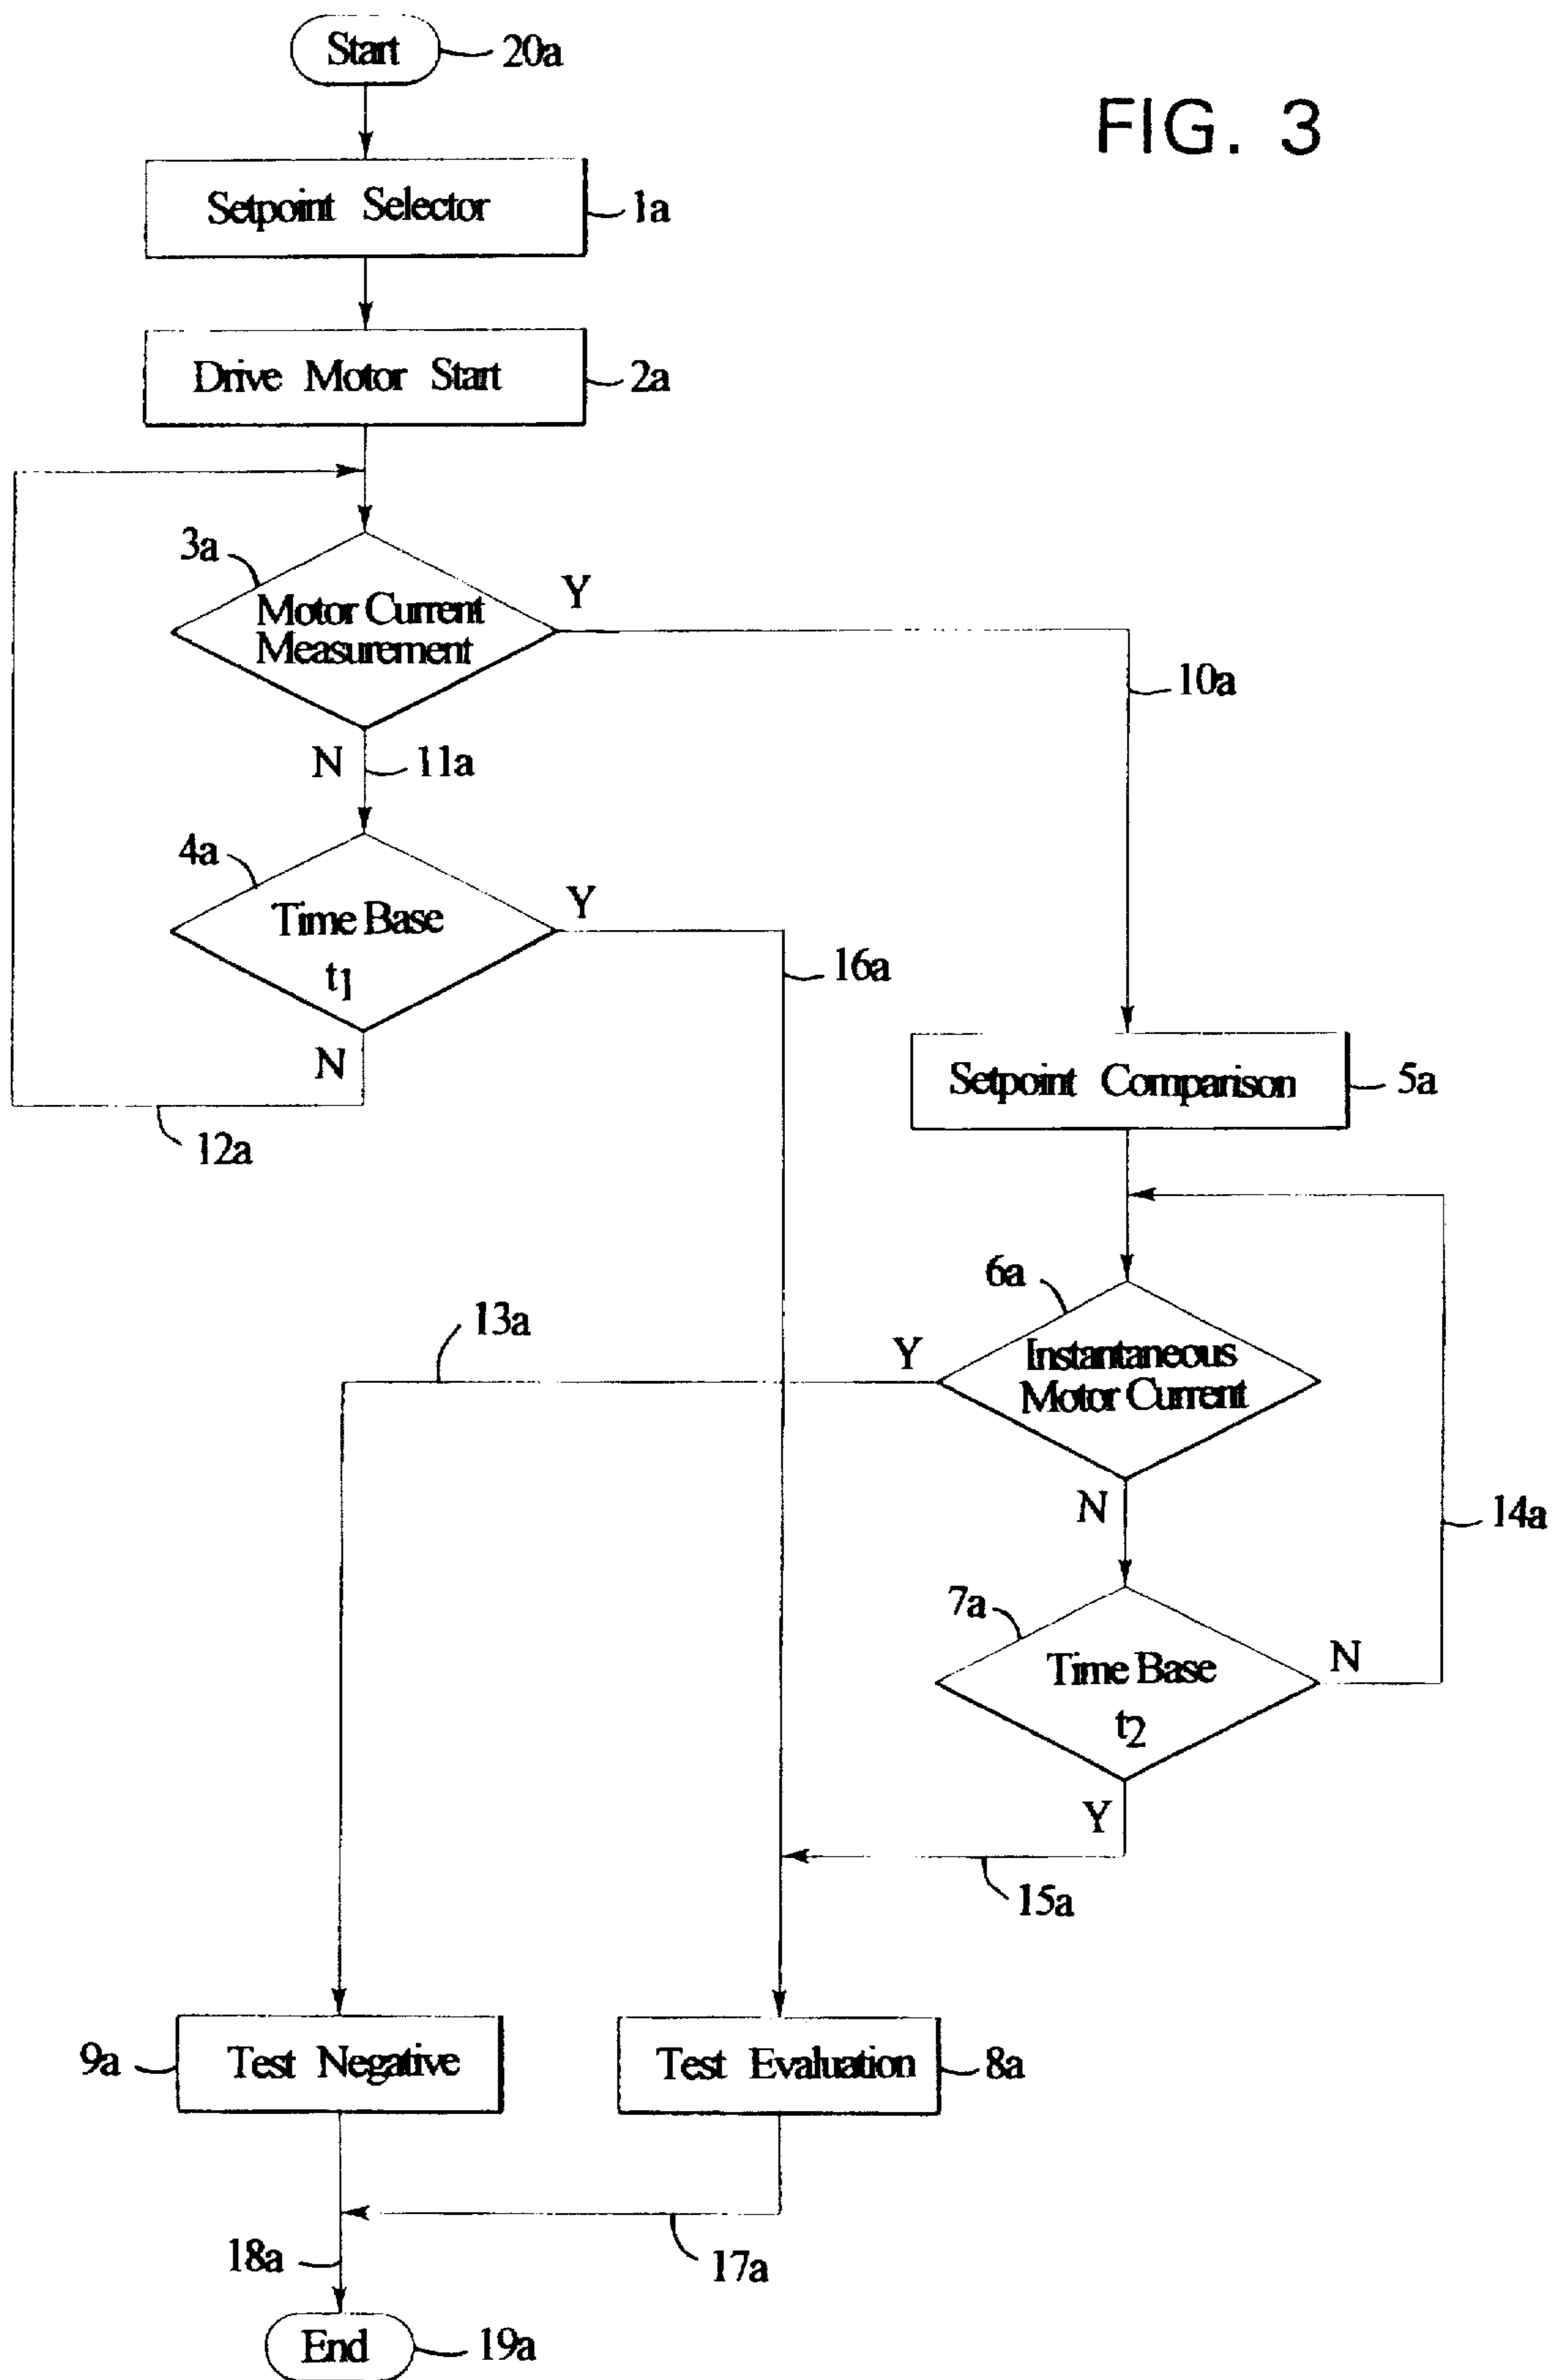 Start 20a
FIG. 3
Setpoint Selector 1a
Drive Motor Start 2a
3a
Y
Motor Current
Measurement
10a
N 11a
4a
Y
Time Base
t1
16a
N
12a
Setpoint Comparison 5a
6a
13a
Y
Instantaneous
Motor Current
N
14a
7a
N
Time Base
t2
Y
15a
9a Test Negative
Test Evaluation 8a
18a
17a
End 19a